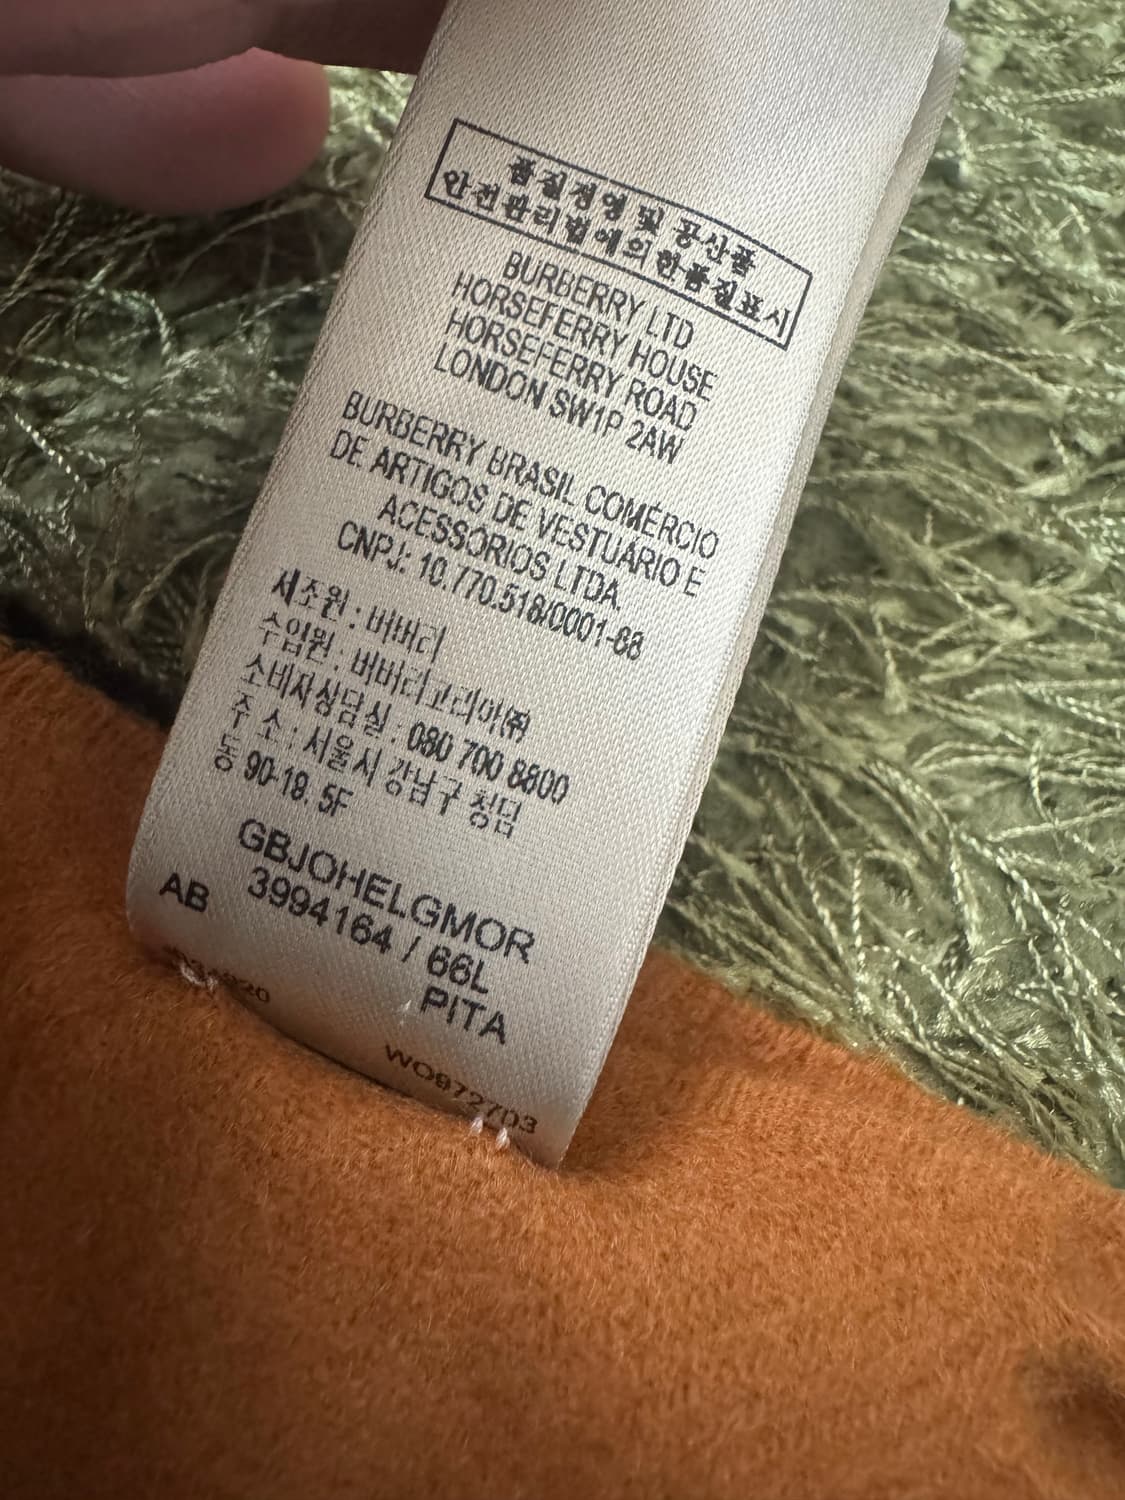 품질경영 및 공산품
안전관리법에의한품질표시
BURBERRY LTD
HORSEFERRY HOUSE
HORSEFERRY ROAD
LONDON SW1P 2AW
BURBERRY BRASIL COMÉRCIO
DE ARTIGOS DE VESTUÁRIO E
ACESSÓRIOS LTDA.
CNPJ: 10.770.518/0001-68
제조원 : 버버리
수입원 : 버버리코리아㈜
소비자상담실 : 080 700 8800
주 소 : 서울시 강남구 청담
동 90-18. 5F
GBJOHELGMOR
3994164 / 66L
AB
PITA
WO972703